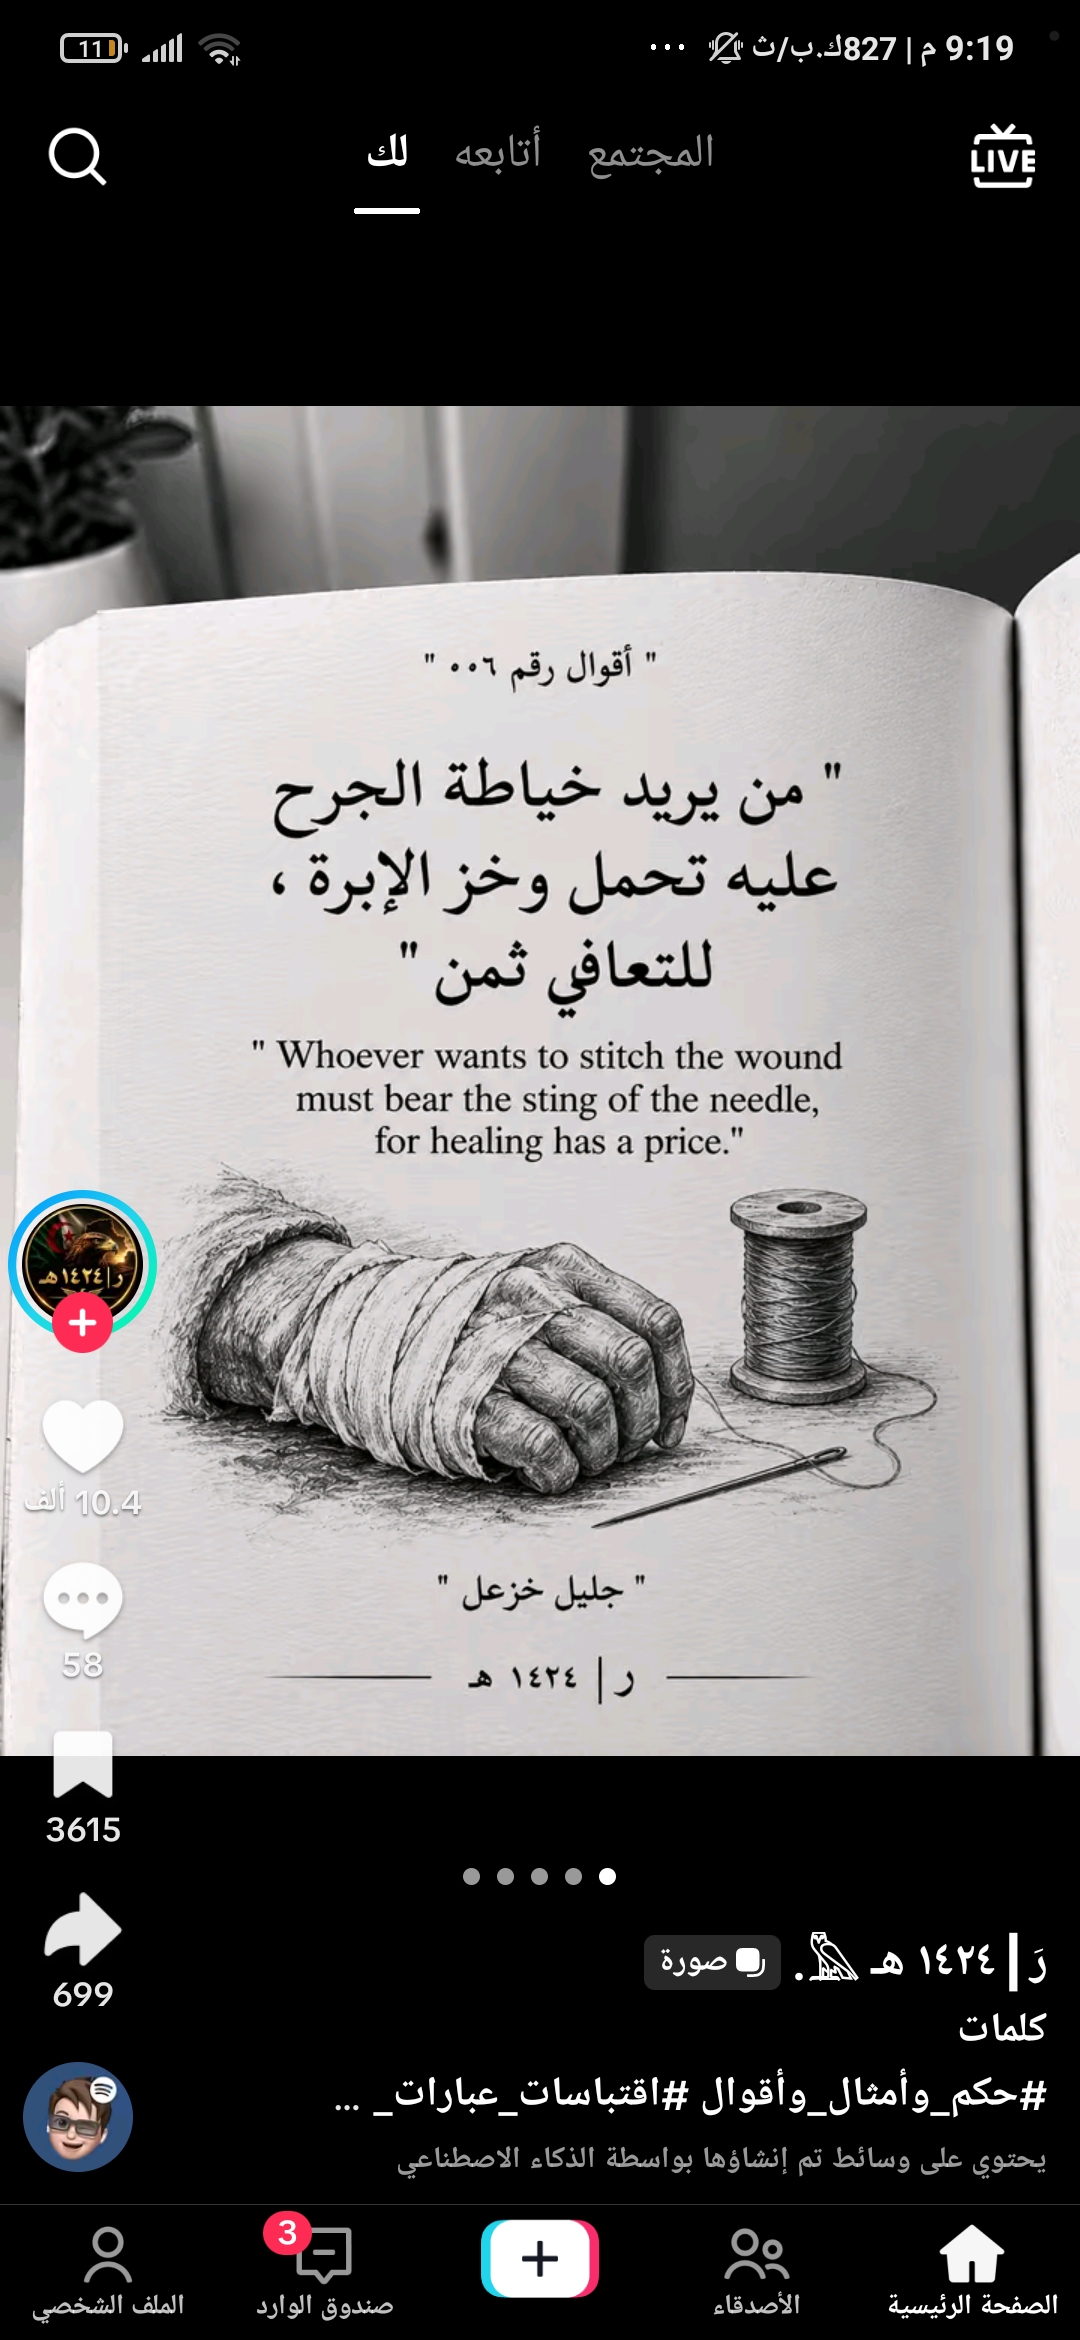 9:19 م | 827ك.ب/ث
11
LIVE
المجتمع
أتابعه
لك
" أقوال رقم ٠٠٦ "
" من يريد خياطة الجرح
عليه تحمل وخز الإبرة ،
للتعافي ثمن "
" Whoever wants to stitch the wound
must bear the sting of the needle,
for healing has a price."
ر|١٤٢٤هـ
10.4 ألف
58
" جليل خزعل "
ر | ١٤٢٤ هـ
3615
699
رَ | ١٤٢٤ هـ 𓅓.
صورة
كلمات
#حكم_وأمثال_وأقوال #اقتباسات_عبارات_ ...
يحتوي على وسائط تم إنشاؤها بواسطة الذكاء الاصطناعي
3
الصفحة الرئيسية
الأصدقاء
صندوق الوارد
الملف الشخصي